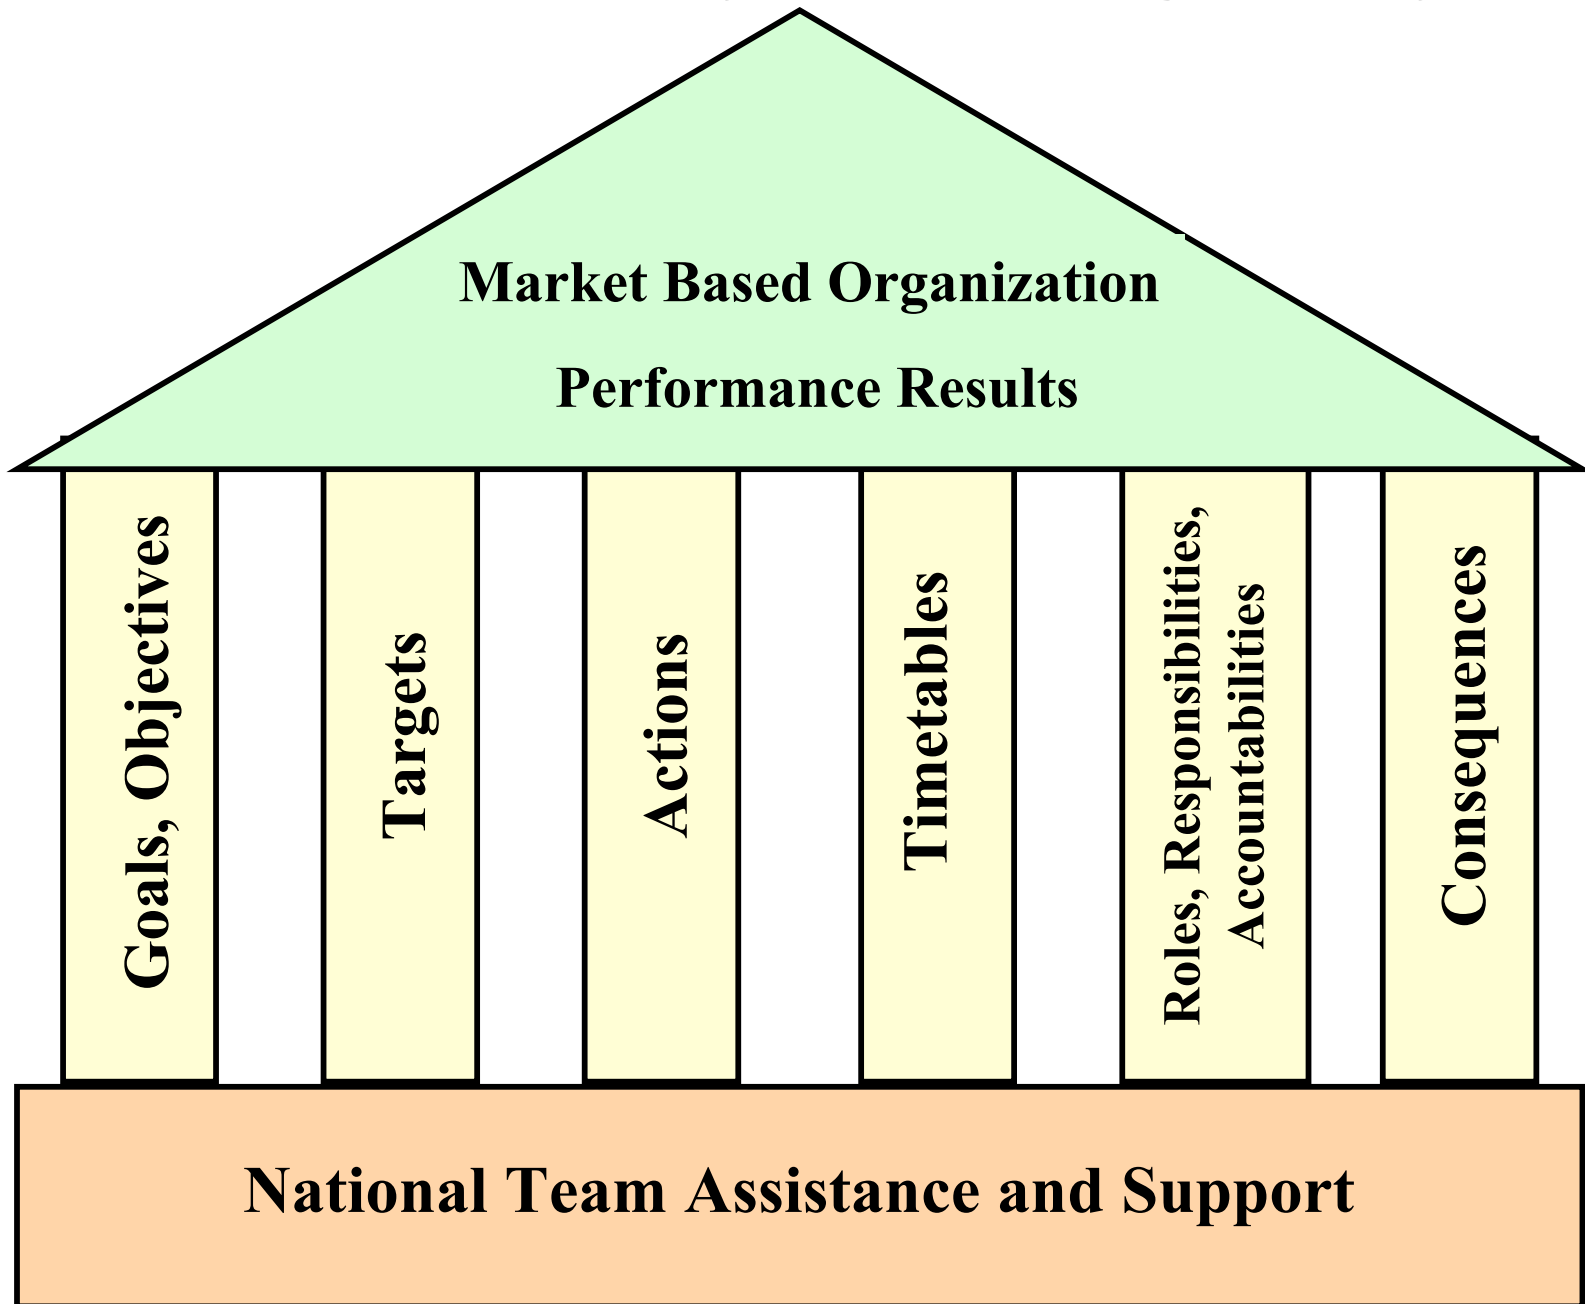 Market Based Organization
Performance Results
Goals, Objectives
Targets
Actions
Timetables
Roles, Responsibilities,
Accountabilities
Consequences
National Team Assistance and Support